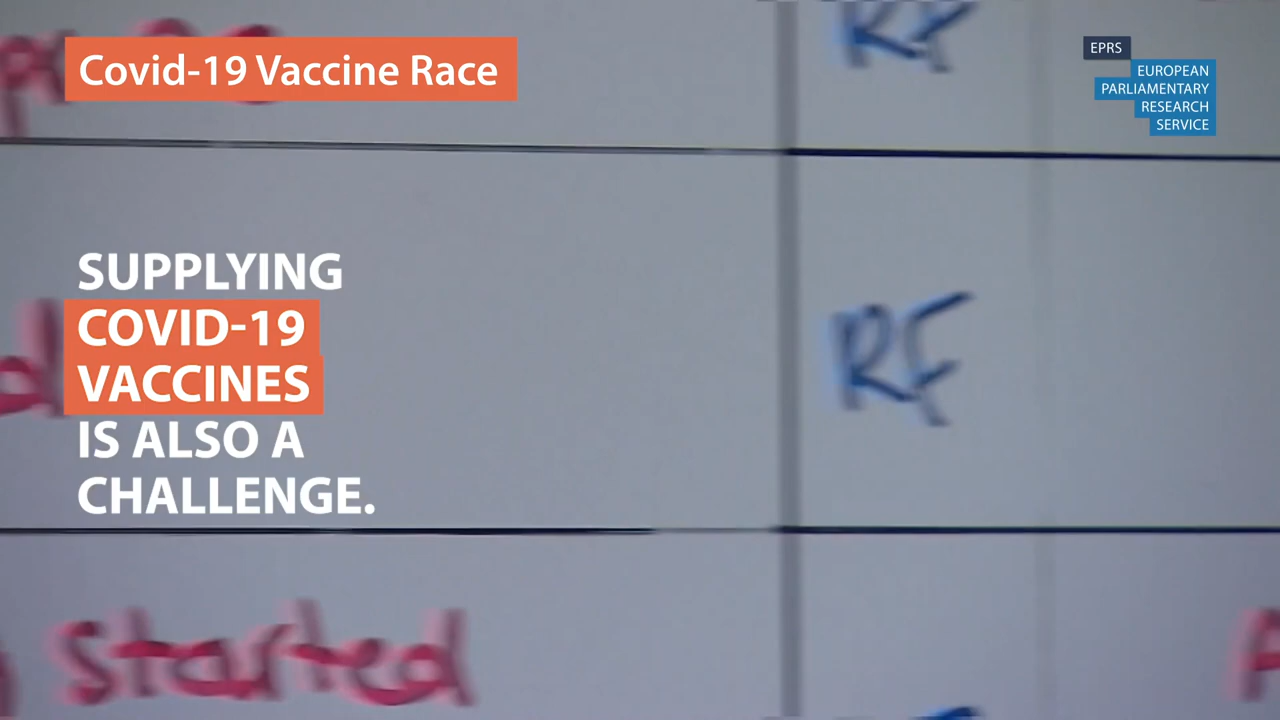 Covid-19 Vaccine Race
EPRS
EUROPEAN
PARLIAMENTARY
RESEARCH
SERVICE
RF
SUPPLYING
COVID-19
VACCINES
IS ALSO A
CHALLENGE.
RF
started